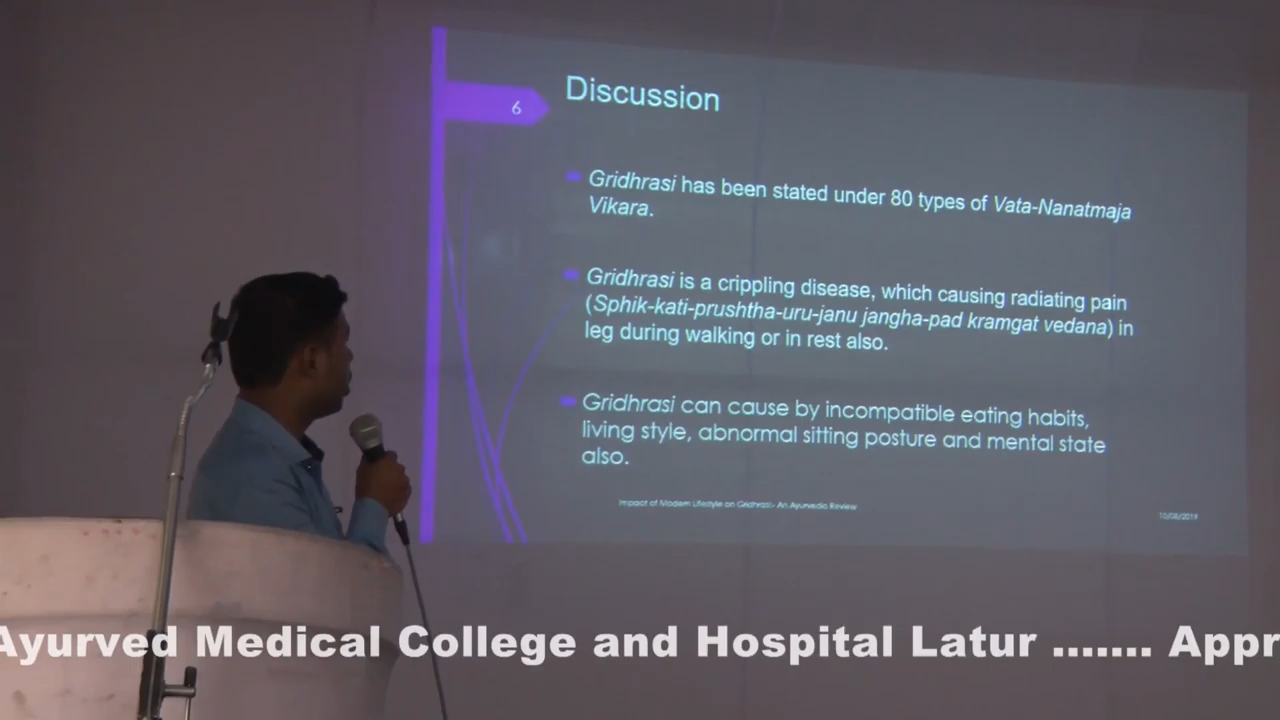 6
Discussion
Gridhrasi has been stated under 80 types of Vata-Nanatmaja
Vikara.
Gridhrasi is a crippling disease, which causing radiating pain
(Sphik-kati-prushtha-uru-janu jangha-pad kramgat vedana) in
leg during walking or in rest also.
Gridhrasi can cause by incompatible eating habits,
living style, abnormal sitting posture and mental state
also.
Impact of Modern Lifestyle on Gridhrasi- An Ayurvedic Review
10/08/2019
Ayurved Medical College and Hospital Latur ....... Appr